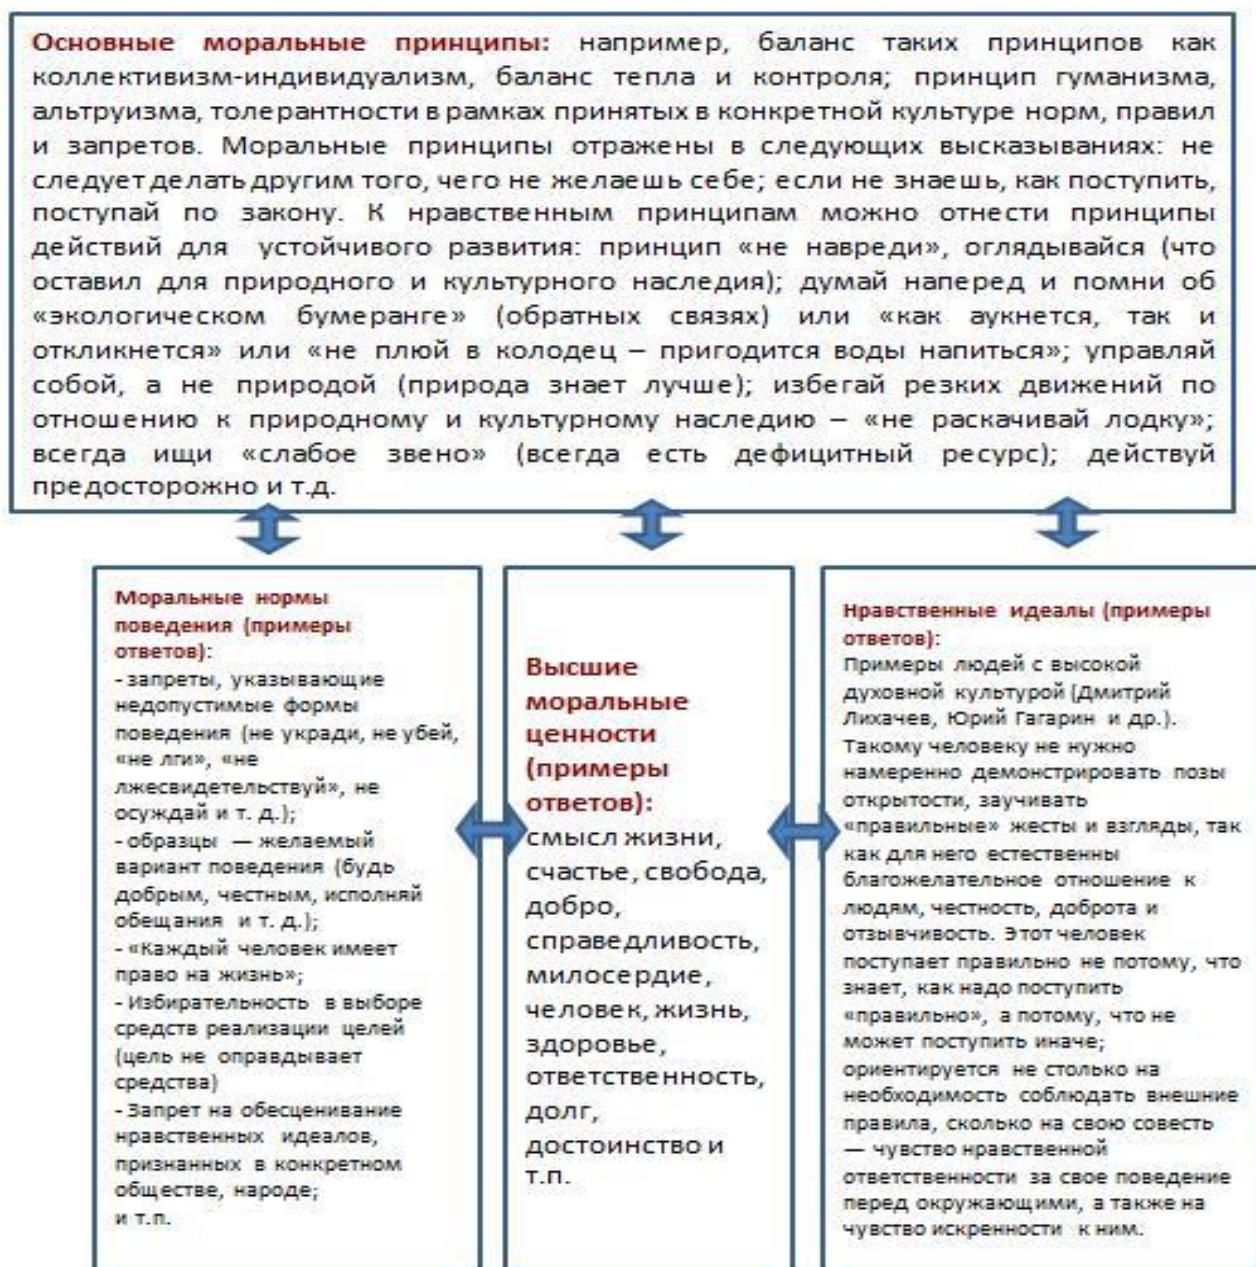 Основные моральные принципы: например, баланс таких принципов как
коллективизм-индивидуализм, баланс тепла и контроля; принцип гуманизма,
альтруизма, толерантности в рамках принятых в конкретной культуре норм, правил
и запретов. Моральные принципы отражены в следующих высказываниях: не
следует делать другим того, чего не желаешь себе; если не знаешь, как поступить,
поступай по закону. К нравственным принципам можно отнести принципы
действий для устойчивого развития: принцип «не навреди», оглядывайся (что
оставил для природного и культурного наследия); думай наперед и помни об
«экологическом бумеранге» (обратных связях) или «как аукнется, так и
откликнется» или «не плюй в колодец – пригодится воды напиться»; управляй
собой, а не природой (природа знает лучше); избегай резких движений по
отношению к природному и культурному наследию – «не раскачивай лодку»;
всегда ищи «слабое звено» (всегда есть дефицитный ресурс); действуй
предосторожно и т.д.
Моральные нормы
поведения (примеры
ответов):
- запреты, указывающие
недопустимые формы
поведения (не укради, не убей,
«не лги», «не
лжесвидетельствуй», не
осуждай и т. д.);
- образцы — желаемый
вариант поведения (будь
добрым, честным, исполняй
обещания и т. д.);
- «Каждый человек имеет
право на жизнь»;
- Избирательность в выборе
средств реализации целей
(цель не оправдывает
средства)
- Запрет на обесценивание
нравственных идеалов,
признанных в конкретном
обществе, народе;
и т.п.
Высшие
моральные
ценности
(примеры
ответов):
смысл жизни,
счастье, свобода,
добро,
справедливость,
милосердие,
человек, жизнь,
здоровье,
ответственность,
долг,
достоинство и
т.п.
Нравственные идеалы (примеры
ответов):
Примеры людей с высокой
духовной культурой (Дмитрий
Лихачев, Юрий Гагарин и др.).
Такому человеку не нужно
намеренно демонстрировать позы
открытости, заучивать
«правильные» жесты и взгляды, так
как для него естественны
благожелательное отношение к
людям, честность, доброта и
отзывчивость. Этот человек
поступает правильно не потому, что
знает, как надо поступить
«правильно», а потому, что не
может поступить иначе;
ориентируется не столько на
необходимость соблюдать внешние
правила, сколько на свою совесть
— чувство нравственной
ответственности за свое поведение
перед окружающими, а также на
чувство искренности к ним.